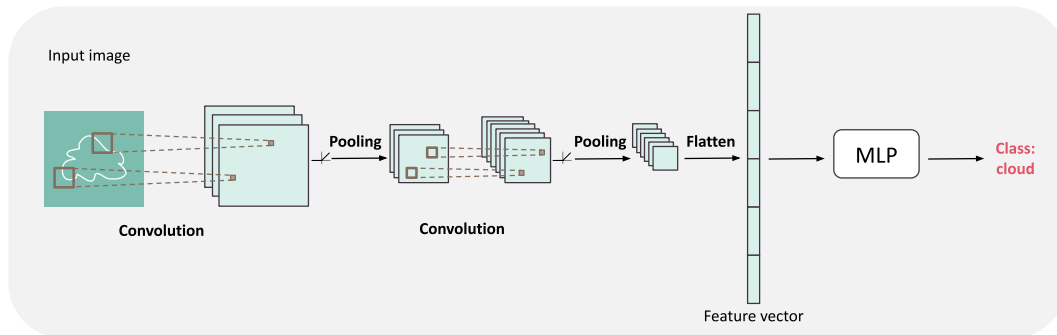 Input image
Convolution
Pooling
Convolution
Pooling
Flatten
Feature vector
MLP
Class:
cloud